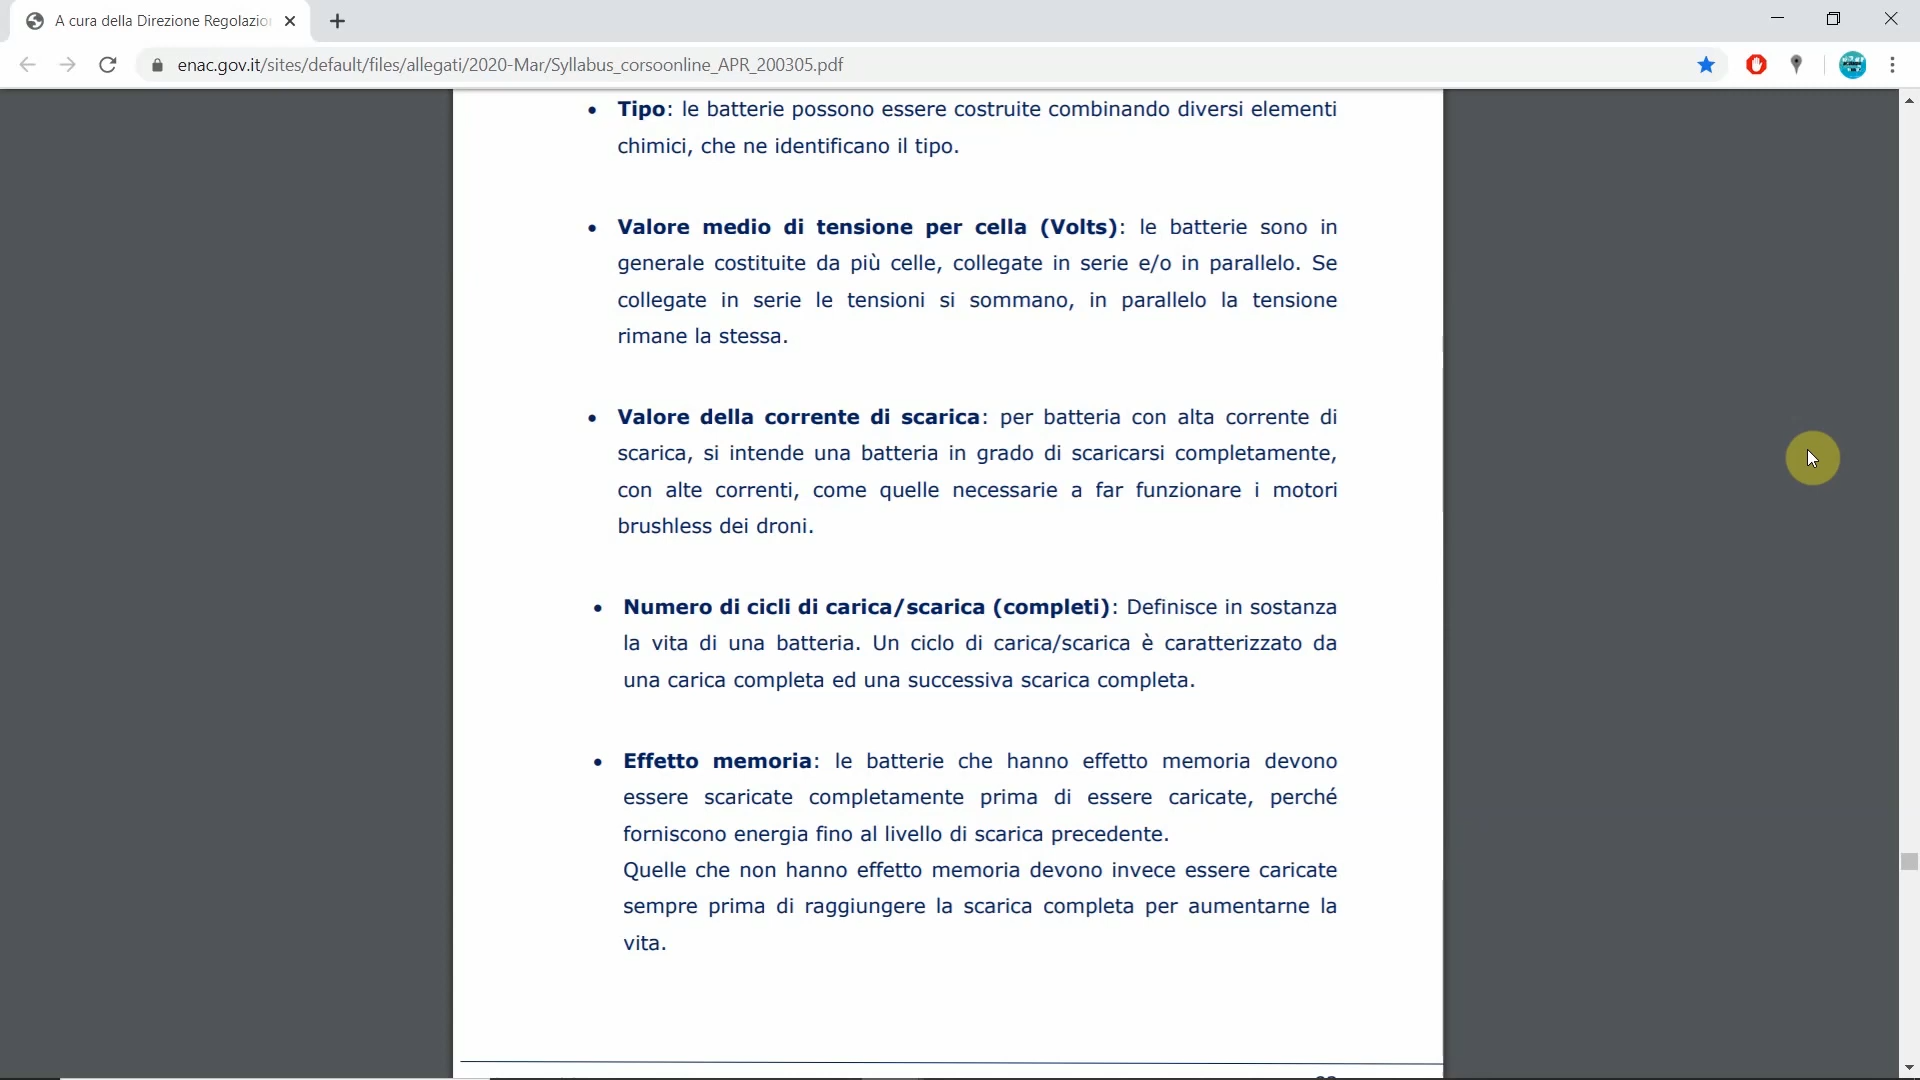 A cura della Direzione Regolazio
enac.gov.it/sites/default/files/allegati/2020-Mar/Syllabus_corsoonline_APR_200305.pdf
• Tipo: le batterie possono essere costruite combinando diversi elementi
chimici, che ne identificano il tipo.
• Valore medio di tensione per cella (Volts): le batterie sono in
generale costituite da più celle, collegate in serie e/o in parallelo. Se
collegate in serie le tensioni si sommano, in parallelo la tensione
rimane la stessa.
• Valore della corrente di scarica: per batteria con alta corrente di
scarica, si intende una batteria in grado di scaricarsi completamente,
con alte correnti, come quelle necessarie a far funzionare i motori
brushless dei droni.
• Numero di cicli di carica/scarica (completi): Definisce in sostanza
la vita di una batteria. Un ciclo di carica/scarica è caratterizzato da
una carica completa ed una successiva scarica completa.
• Effetto memoria: le batterie che hanno effetto memoria devono
essere scaricate completamente prima di essere caricate, perché
forniscono energia fino al livello di scarica precedente.
Quelle che non hanno effetto memoria devono invece essere caricate
sempre prima di raggiungere la scarica completa per aumentarne la
vita.